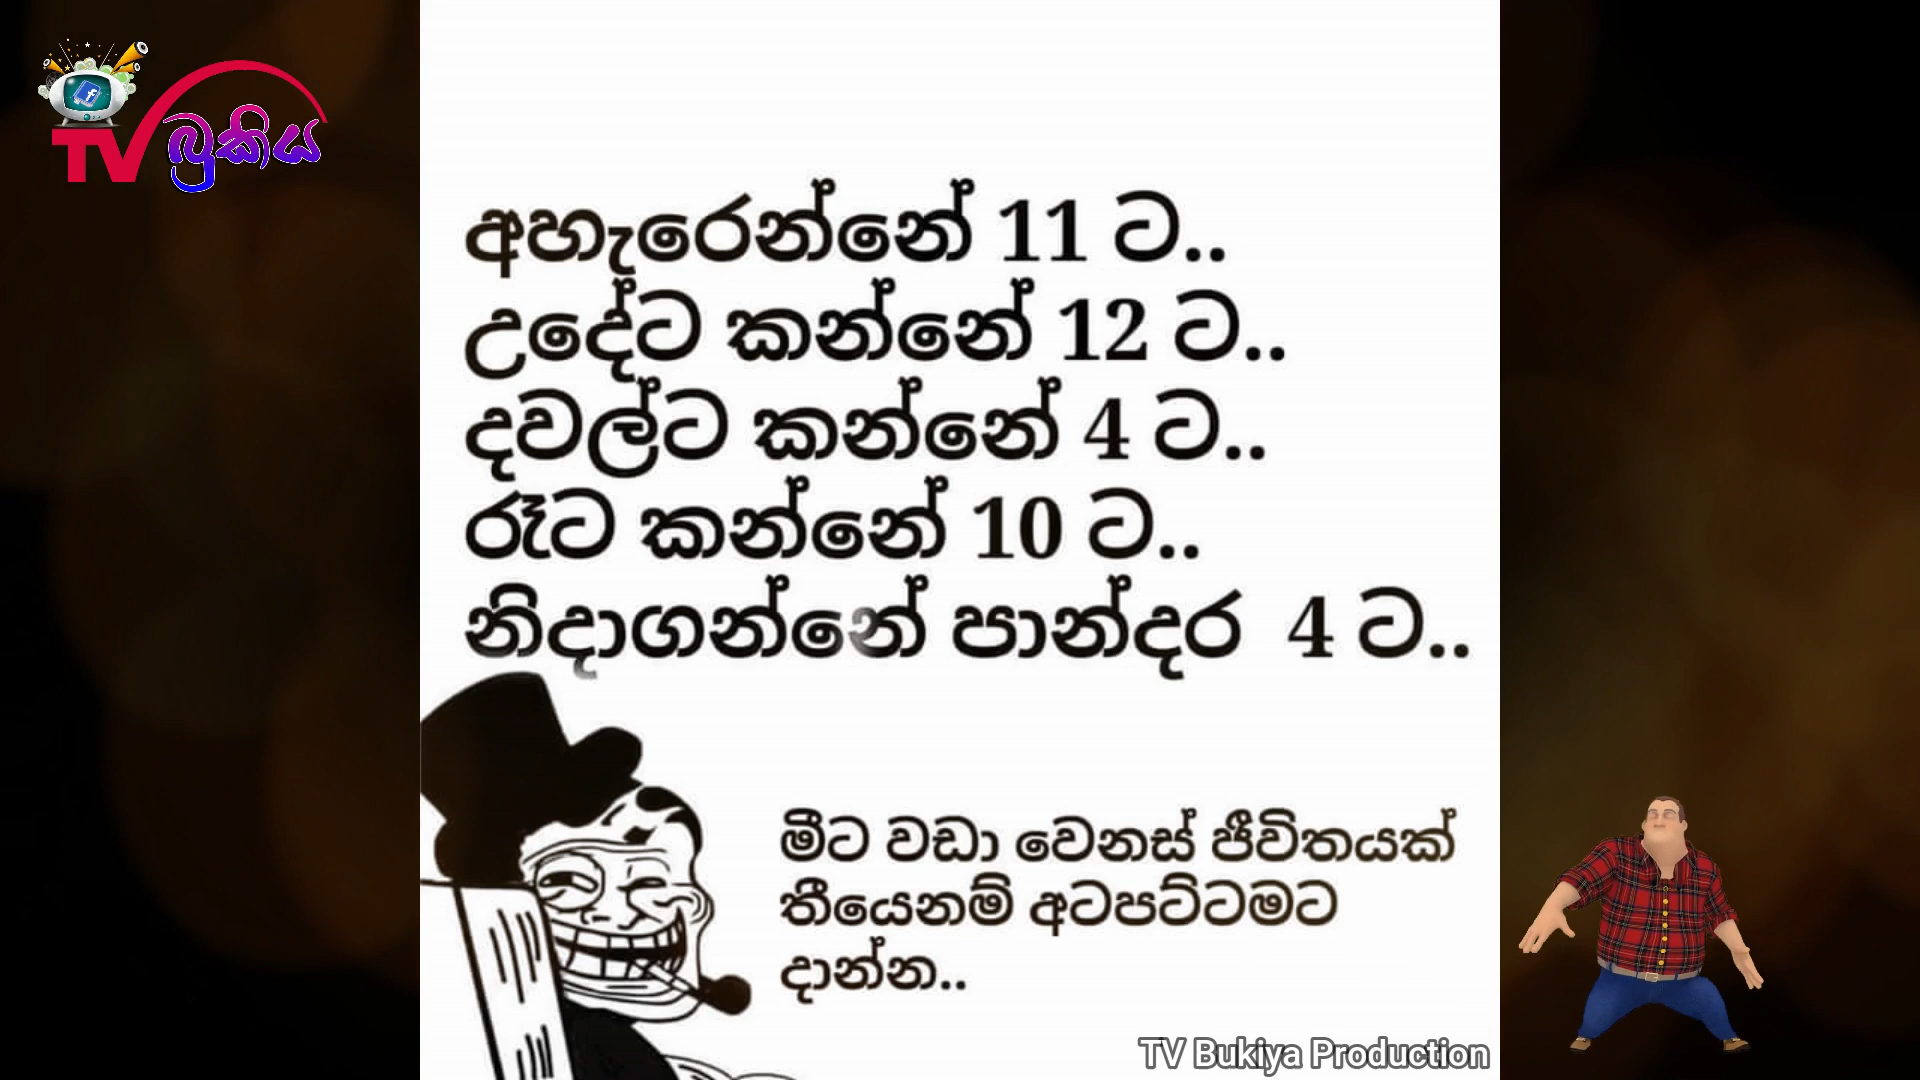 TV බුකිය
අහැරෙන්නේ 11 ට..
උදේට කන්නේ 12 ට..
දවල්ට කන්නේ 4 ට..
රෑට කන්නේ 10 ට..
නිදාගන්නේ පාන්දර 4 ට..
මීට වඩා වෙනස් ජීවිතයක්
තීයෙනම් අටපට්ටමට
දාන්න..
TV Bukiya Production